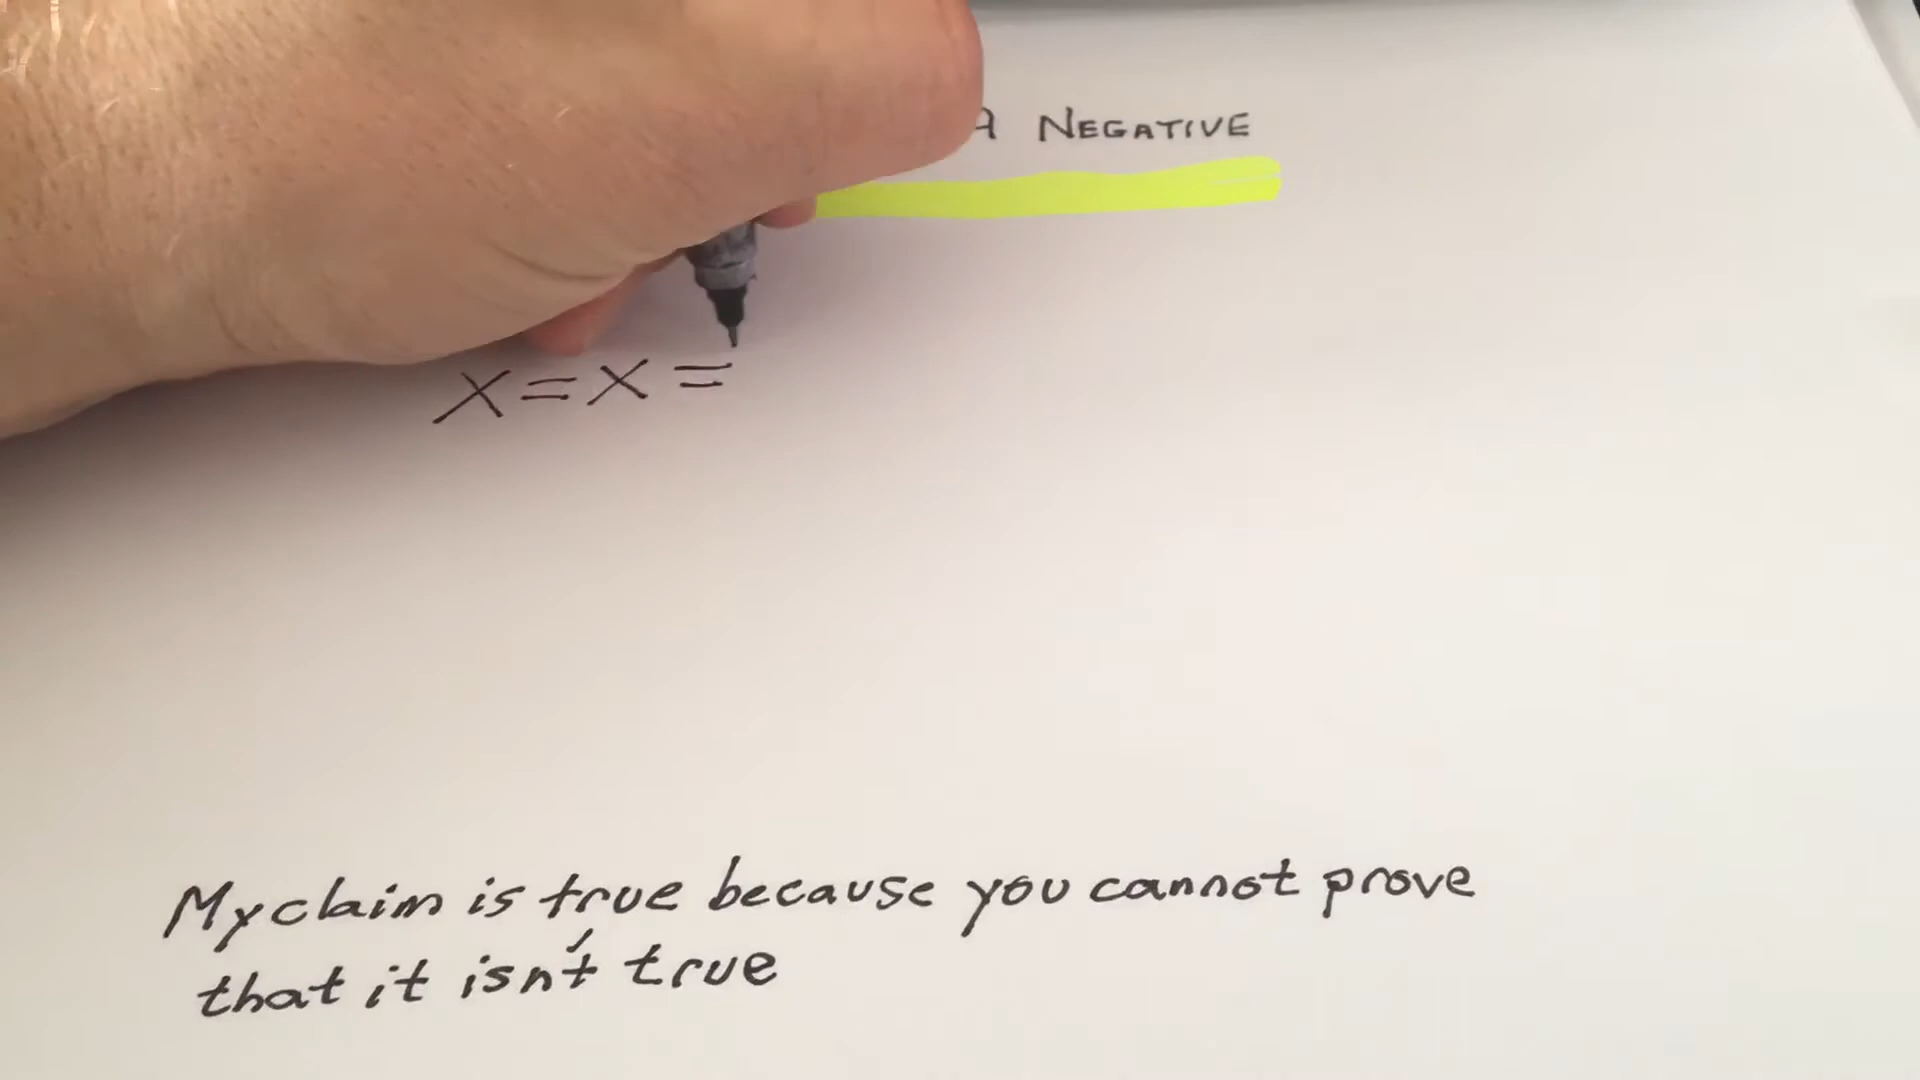 A NEGATIVE
X = X =
My claim is true because you cannot prove
that it isn't true